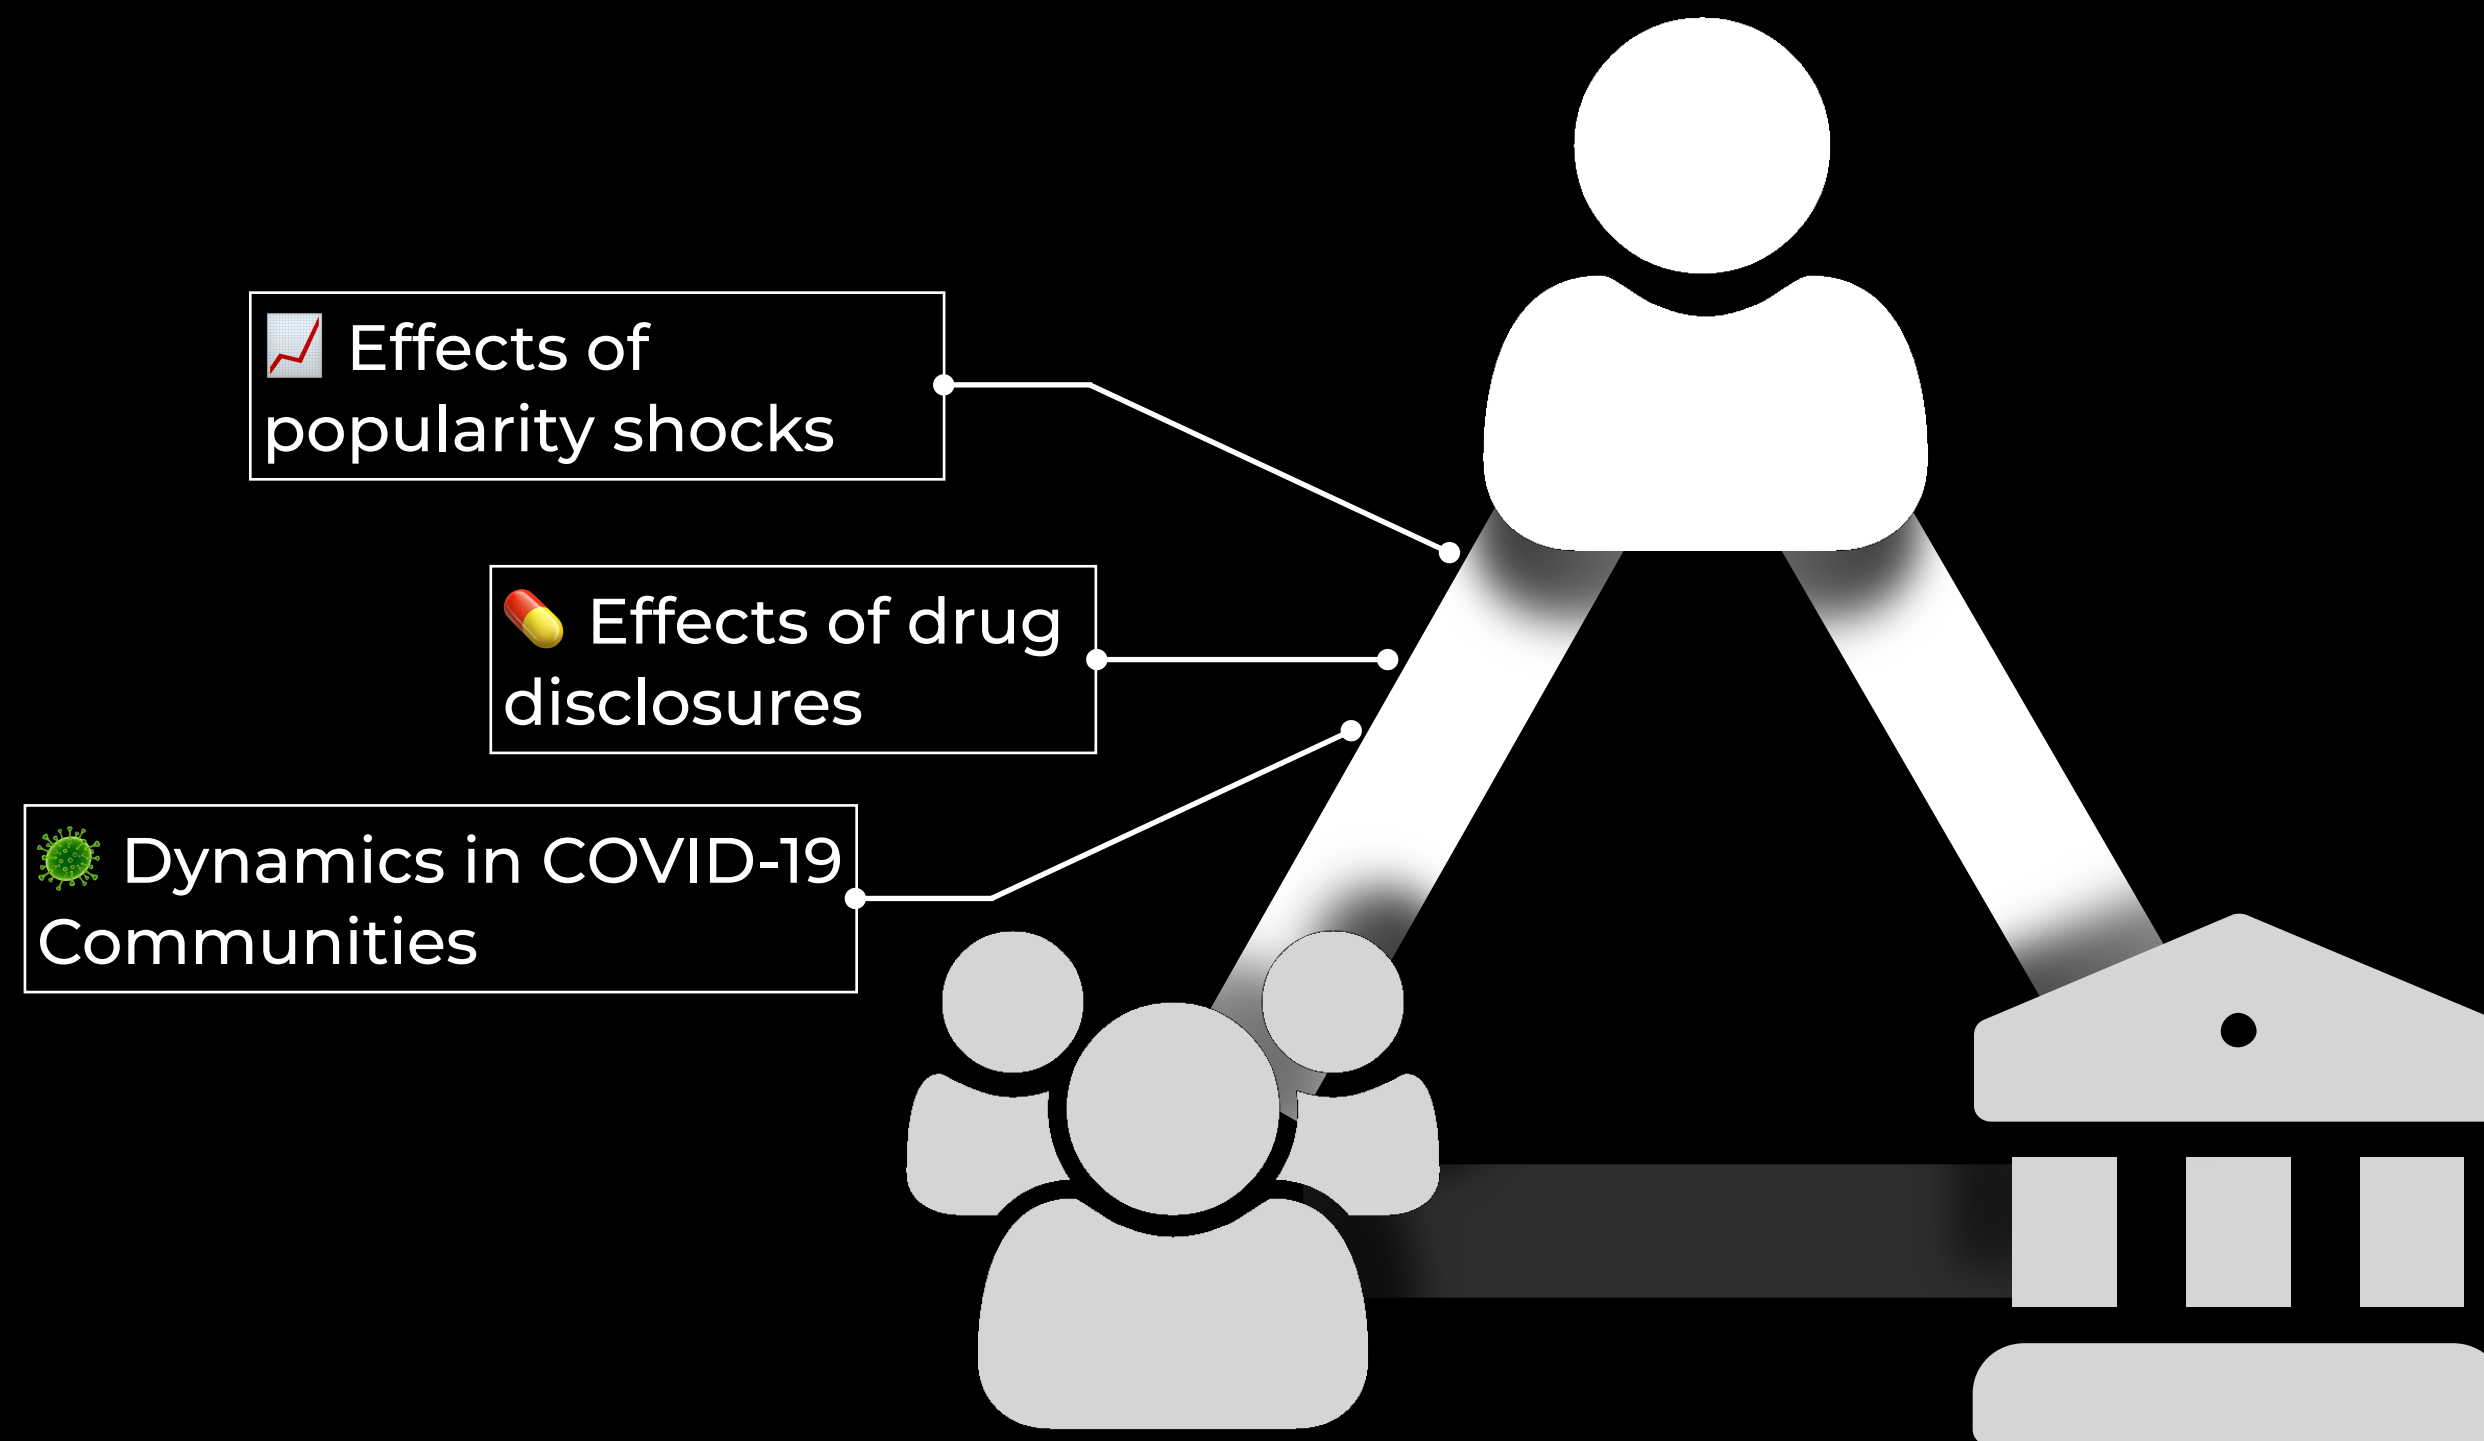 📈 Effects of
popularity shocks
💊 Effects of drug
disclosures
🦠 Dynamics in COVID-19
Communities